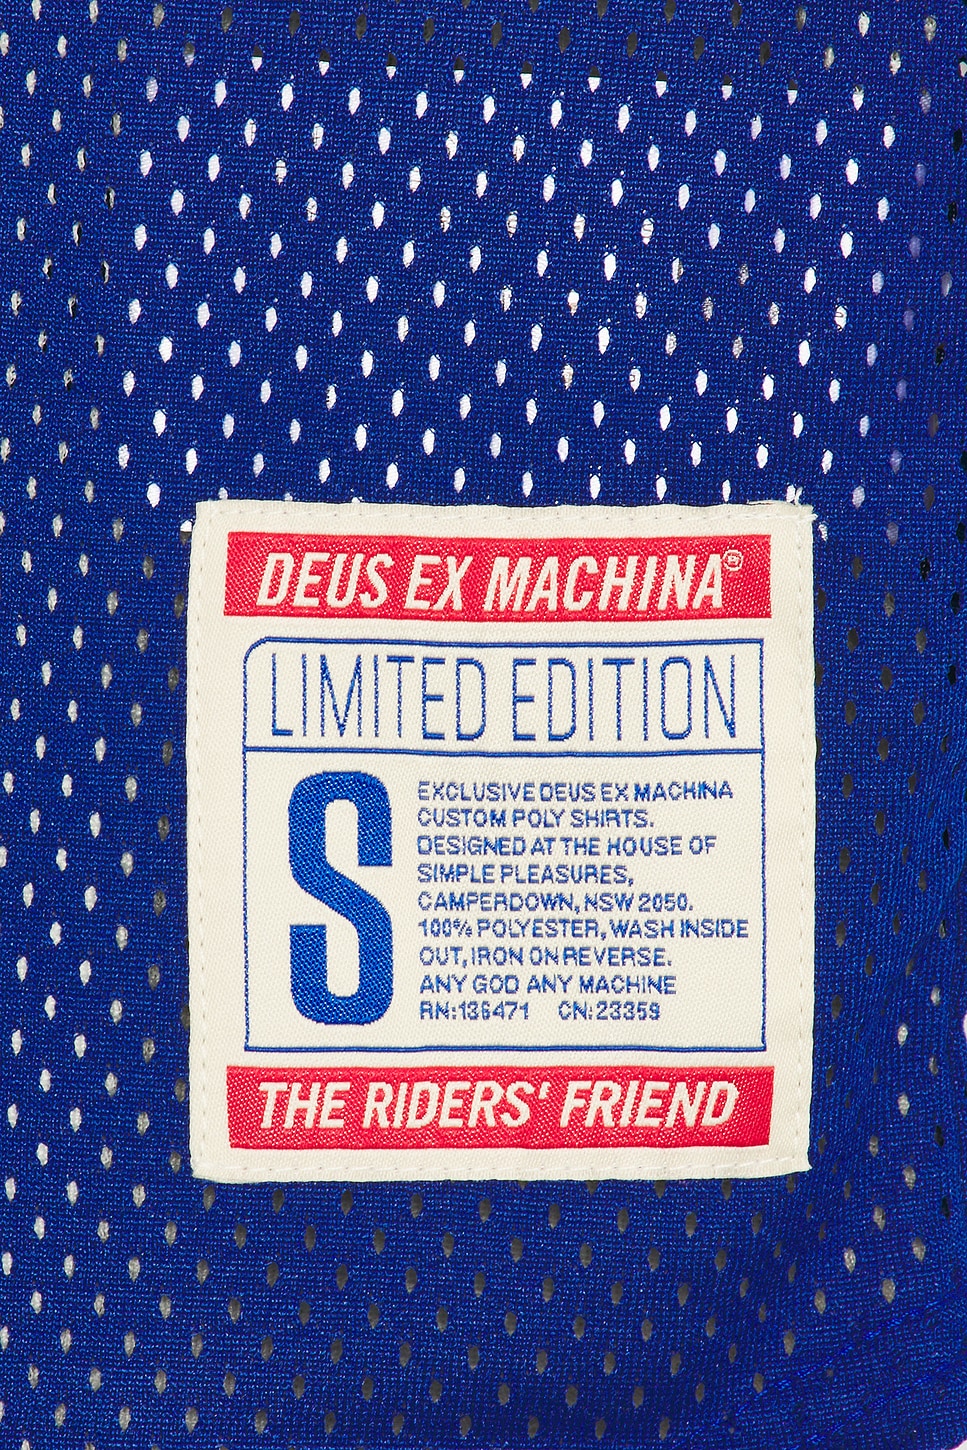 DEUS EX MACHINA®
LIMITED EDITION
S
EXCLUSIVE DEUS EX MACHINA
CUSTOM POLY SHIRTS.
DESIGNED AT THE HOUSE OF
SIMPLE PLEASURES,
CAMPERDOWN, NSW 2050.
100% POLYESTER, WASH INSIDE
OUT, IRON ON REVERSE.
ANY GOD ANY MACHINE
RN:136471 CN:23359
THE RIDERS' FRIEND